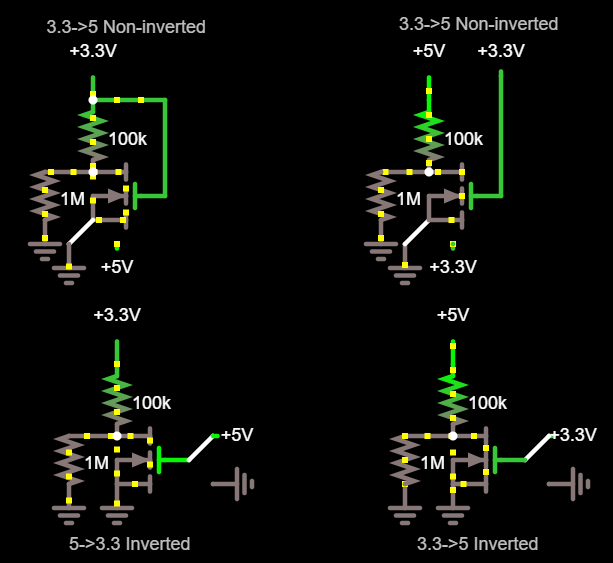 3.3->5 Non-inverted
3.3->5 Non-inverted
+3.3V
+5V
+3.3V
100k
100k
1M
1M
+5V
+3.3V
+3.3V
+5V
100k
100k
+5V
+3.3V
1M
1M
5->3.3 Inverted
3.3->5 Inverted